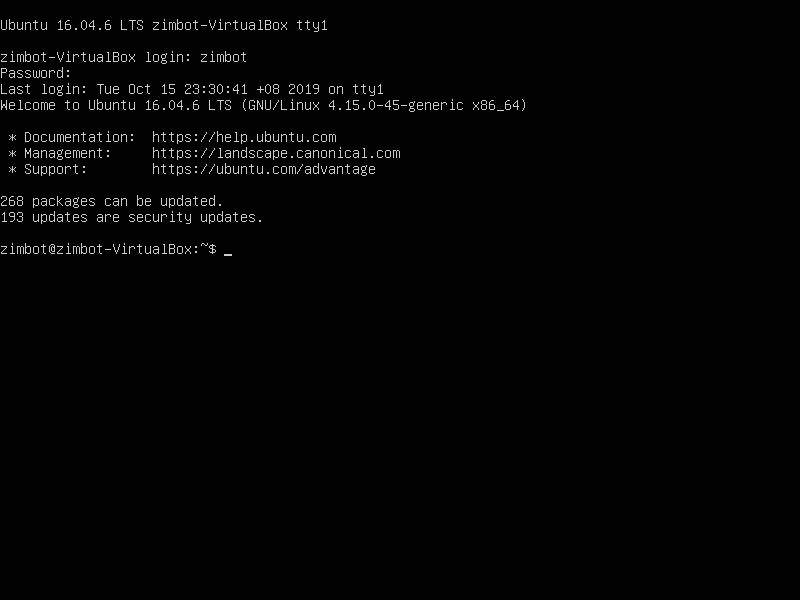 Ubuntu 16.04.6 LTS zimbot-VirtualBox tty1
zimbot-VirtualBox login: zimbot
Password:
Last login: Tue Oct 15 23:30:41 +08 2019 on tty1
Welcome to Ubuntu 16.04.6 LTS (GNU/Linux 4.15.0-45-generic x86_64)
* Documentation:  https://help.ubuntu.com
* Management:     https://landscape.canonical.com
* Support:        https://ubuntu.com/advantage
268 packages can be updated.
193 updates are security updates.
zimbot@zimbot-VirtualBox:~$ _